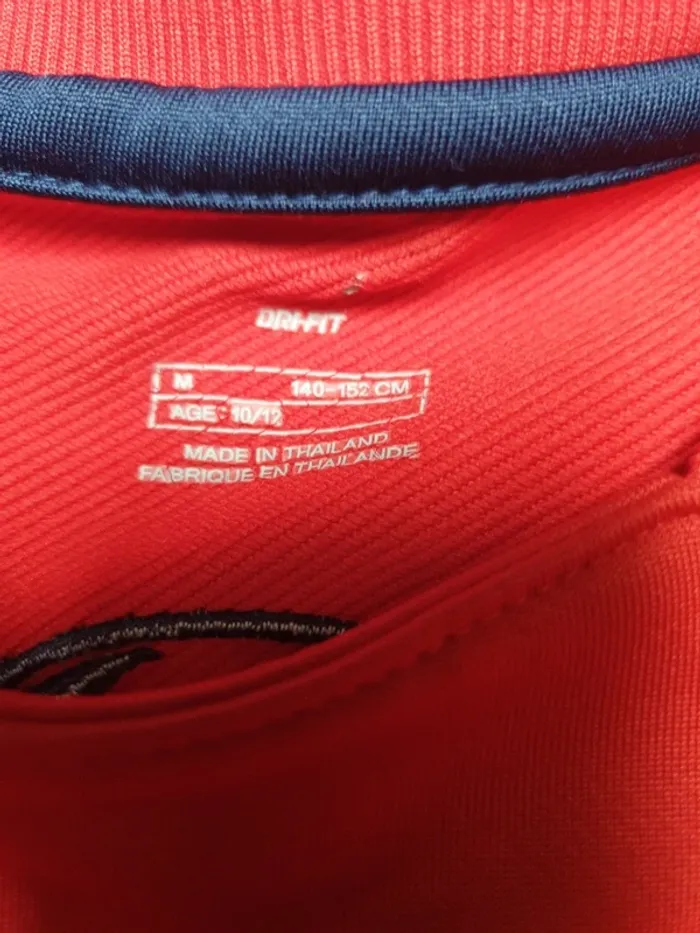 DRI-FIT
M 140-152 CM
AGE: 10/12
MADE IN THAILAND
FABRIQUE EN THAILANDE